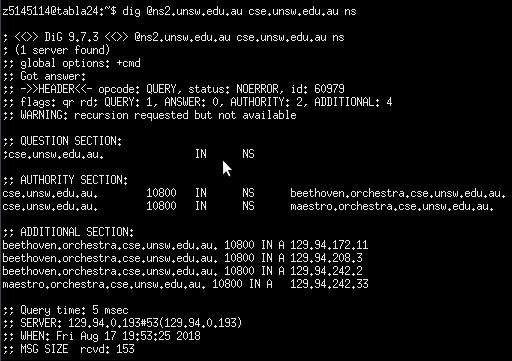 z5145114@tabla24:~$ dig @ns2.unsw.edu.au cse.unsw.edu.au ns
; <<>> DiG 9.7.3 <<>> @ns2.unsw.edu.au cse.unsw.edu.au ns
; (1 server found)
;; global options: +cmd
;; Got answer:
;; ->>HEADER<<- opcode: QUERY, status: NOERROR, id: 60979
;; flags: qr rd; QUERY: 1, ANSWER: 0, AUTHORITY: 2, ADDITIONAL: 4
;; WARNING: recursion requested but not available
;; QUESTION SECTION:
;cse.unsw.edu.au. IN NS
;; AUTHORITY SECTION:
cse.unsw.edu.au. 10800 IN NS beethoven.orchestra.cse.unsw.edu.au.
cse.unsw.edu.au. 10800 IN NS maestro.orchestra.cse.unsw.edu.au.
;; ADDITIONAL SECTION:
beethoven.orchestra.cse.unsw.edu.au. 10800 IN A 129.94.172.11
beethoven.orchestra.cse.unsw.edu.au. 10800 IN A 129.94.208.3
beethoven.orchestra.cse.unsw.edu.au. 10800 IN A 129.94.242.2
maestro.orchestra.cse.unsw.edu.au. 10800 IN A 129.94.242.33
;; Query time: 5 msec
;; SERVER: 129.94.0.193#53(129.94.0.193)
;; WHEN: Fri Aug 17 19:53:25 2018
;; MSG SIZE rcvd: 153